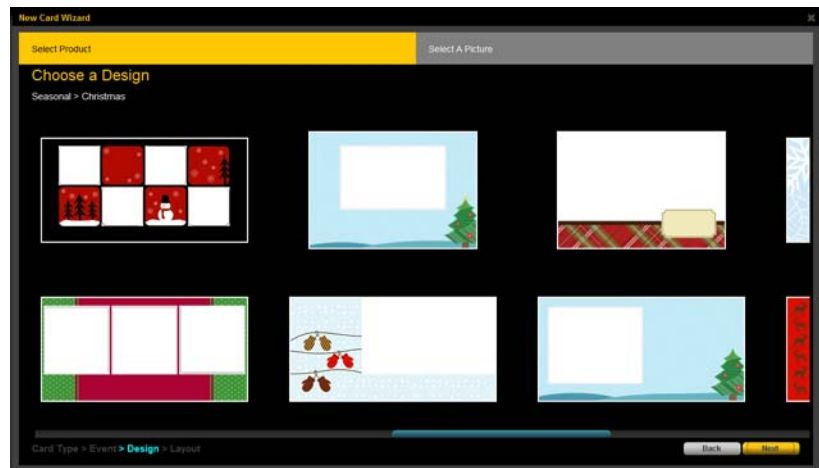 New Card Wizard
Select Product
Select A Picture
Choose a Design
Seasonal > Christmas
Card Type > Event > Design > Layout
Back
Next